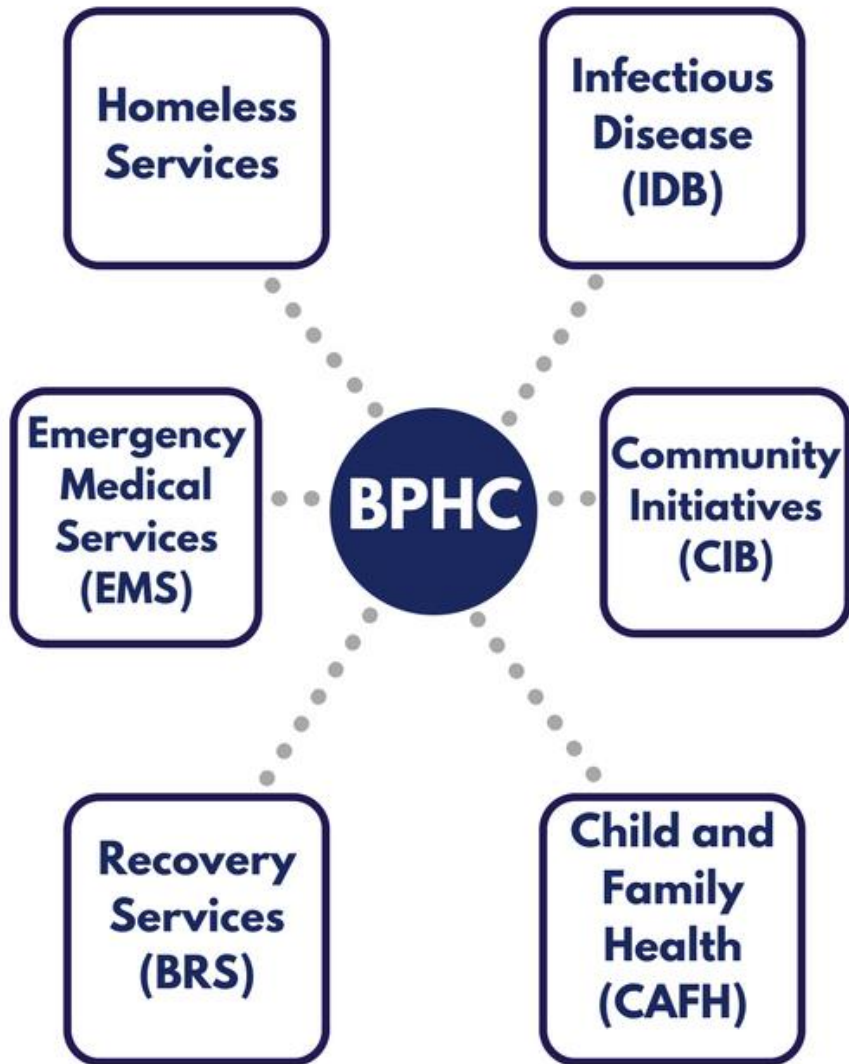 Homeless
Services
Infectious
Disease
(IDB)
Emergency
Medical
Services
(EMS)
BPHC
Community
Initiatives
(CIB)
Recovery
Services
(BRS)
Child and
Family
Health
(CAFH)